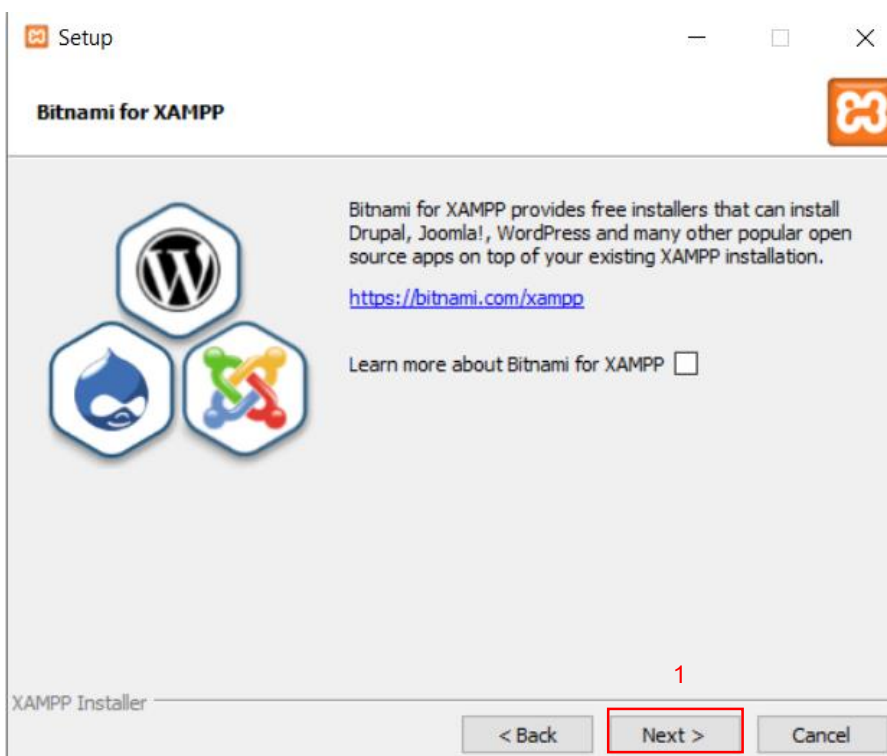 Setup
Bitnami for XAMPP
Bitnami for XAMPP provides free installers that can install
Drupal, Joomla!, WordPress and many other popular open
source apps on top of your existing XAMPP installation.
https://bitnami.com/xampp
Learn more about Bitnami for XAMPP
1
XAMPP Installer
< Back Next > Cancel